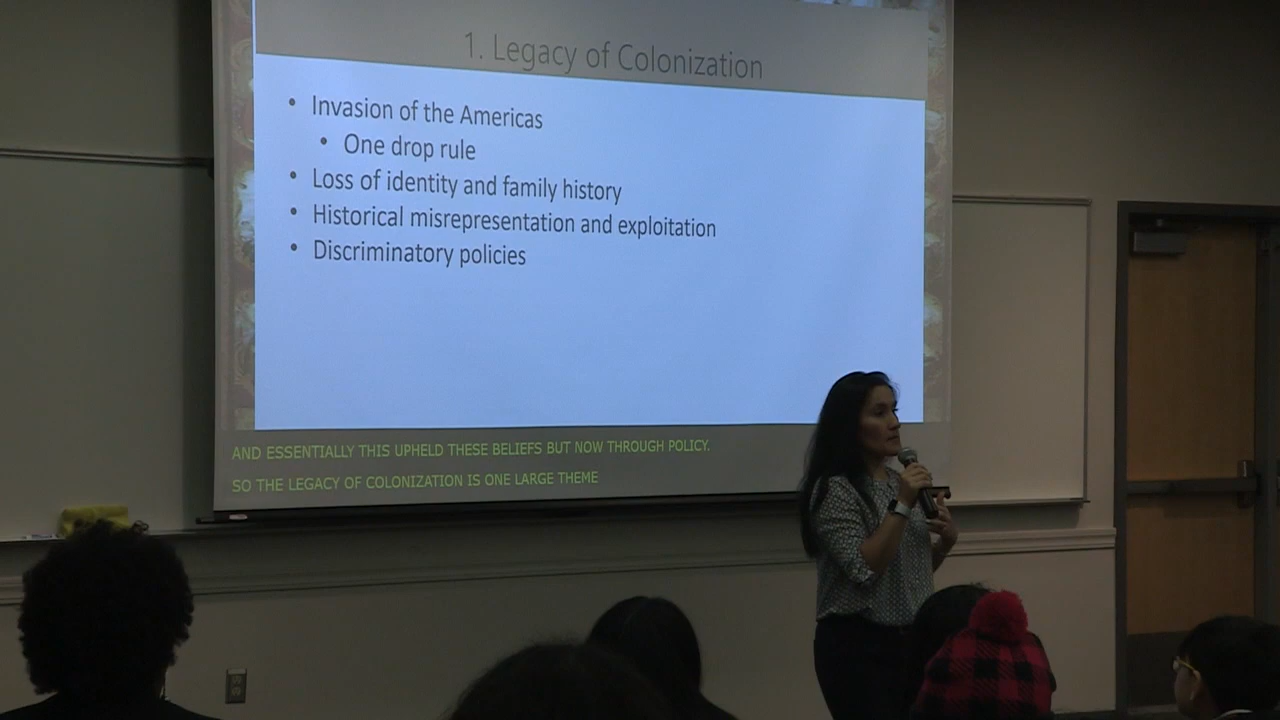 1. Legacy of Colonization
• Invasion of the Americas
• One drop rule
• Loss of identity and family history
• Historical misrepresentation and exploitation
• Discriminatory policies
AND ESSENTIALLY THIS UPHELD THESE BELIEFS BUT NOW THROUGH POLICY.
SO THE LEGACY OF COLONIZATION IS ONE LARGE THEME